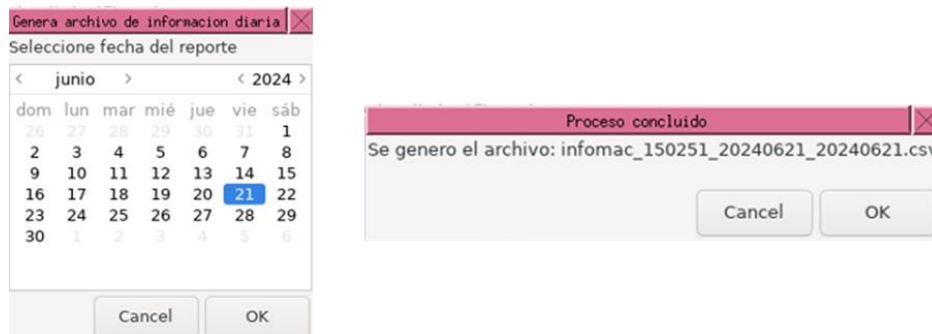 Genera archivo de informacion diaria
Seleccione fecha del reporte
< junio > < 2024 >
dom lun mar mié jue vie sáb
26 27 28 29 30 31 1
2 3 4 5 6 7 8
9 10 11 12 13 14 15
16 17 18 19 20 21 22
23 24 25 26 27 28 29
30 1 2 3 4 5 6
Cancel OK
Proceso concluido
Se genero el archivo: infomac_150251_20240621_20240621.csv
Cancel OK